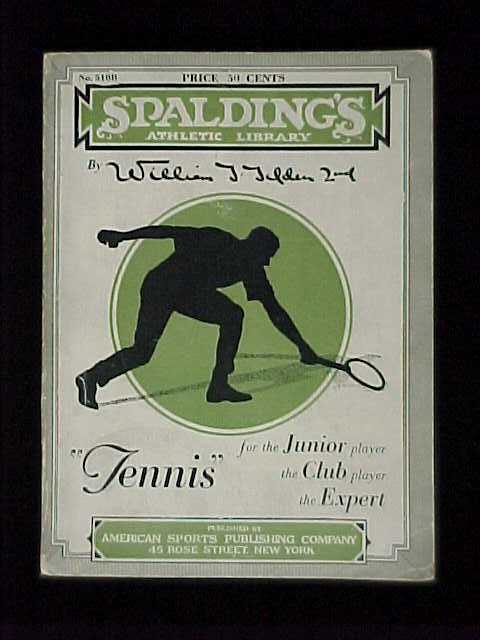 No. 518B
PRICE 50 CENTS
SPALDING'S
ATHLETIC LIBRARY
By William T Tilden 2nd
"Tennis"
for the Junior player
the Club player
the Expert
PUBLISHED BY
AMERICAN SPORTS PUBLISHING COMPANY
45 ROSE STREET, NEW YORK